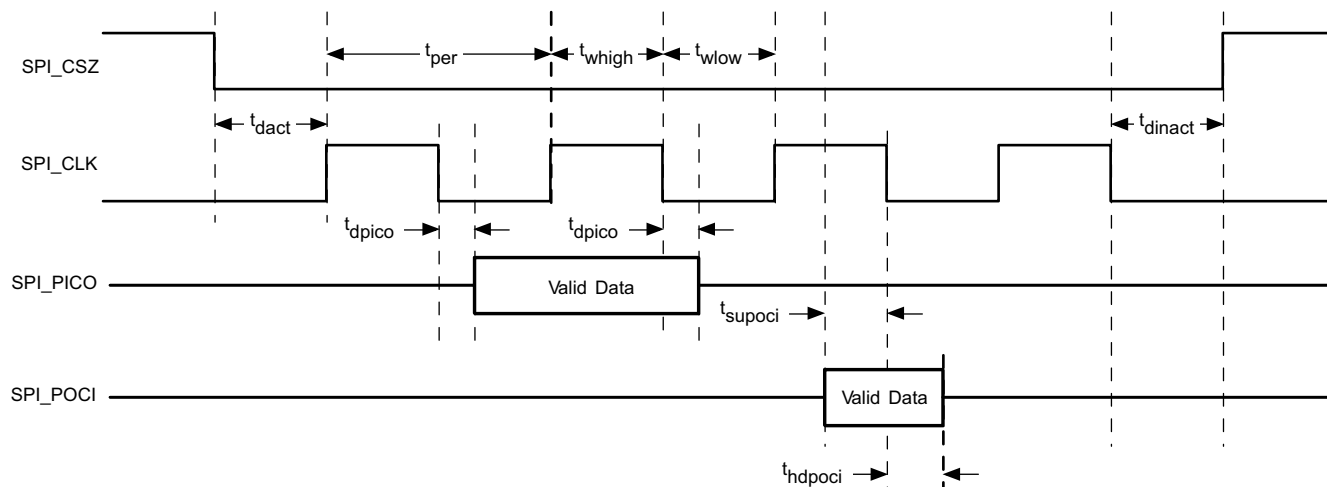 t_per t_whigh t_wlow
SPI_CSZ
t_dact t_dinact
SPI_CLK
t_dpico t_dpico
SPI_PICO Valid Data
t_supoci
SPI_POCI Valid Data
t_hdpoci